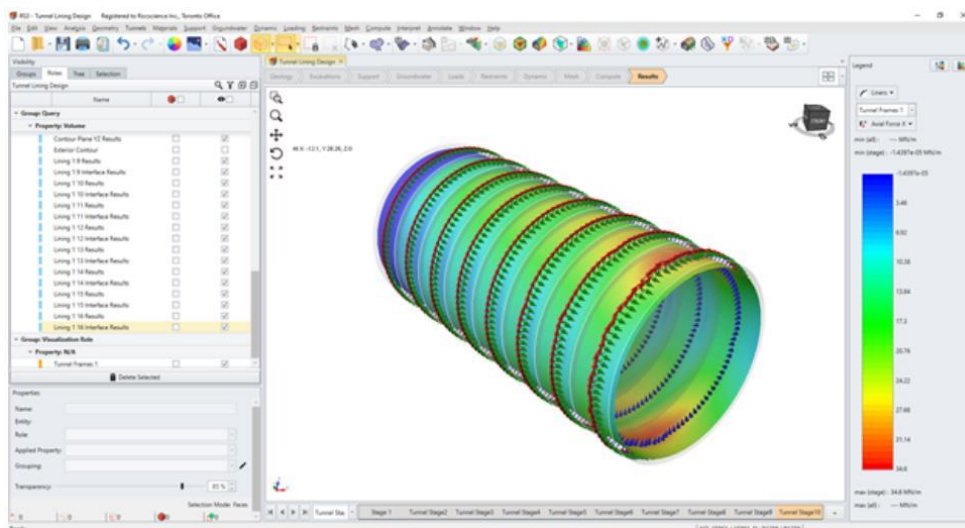 RS3 - Tunnel Lining Design Registered to Rocscience Inc., Toronto Office
File Edit View Analysis Geometry Tunnels Materials Support Groundwater Dynamic Loading Restraints Mesh Compute Interpret Annotate Window Help
Visibility
Groups Roles Tree Selection
Tunnel Lining Design
Name
Group: Query
Property: Volume
Contour Plane YZ Results
Exterior Contour
Lining 1 9 Results
Lining 1 9 Interface Results
Lining 1 10 Results
Lining 1 10 Interface Results
Lining 1 11 Results
Lining 1 11 Interface Results
Lining 1 12 Results
Lining 1 12 Interface Results
Lining 1 13 Results
Lining 1 13 Interface Results
Lining 1 14 Results
Lining 1 14 Interface Results
Lining 1 15 Results
Lining 1 15 Interface Results
Lining 1 16 Results
Lining 1 16 Interface Results
Group: Visualization Role
Property: N/A
Tunnel Frames 1
Delete Selected
Properties
Name:
Entity:
Role:
Applied Property:
Grouping:
Transparency: 85 %
Selection Mode: Faces
Tunnel Lining Design
Geology Excavations Support Groundwater Loads Restraints Dynamic Mesh Compute Results
Tunnel Sta Stage 1 Tunnel Stage2 Tunnel Stage3 Tunnel Stage4 Tunnel Stage5 Tunnel Stage6 Tunnel Stage7 Tunnel Stage8 Tunnel Stage9 Tunnel Stage10
Legend
Liners
Tunnel Frames 1
Axial Force X
min (all) : --- MN/m
min (stage) : -1.4397e-05 MN/m
-1.4397e-05
3.46
6.92
10.38
13.84
17.3
20.76
24.22
27.68
31.14
34.6
max (stage) : 34.6 MN/m
max (all) : --- MN/m